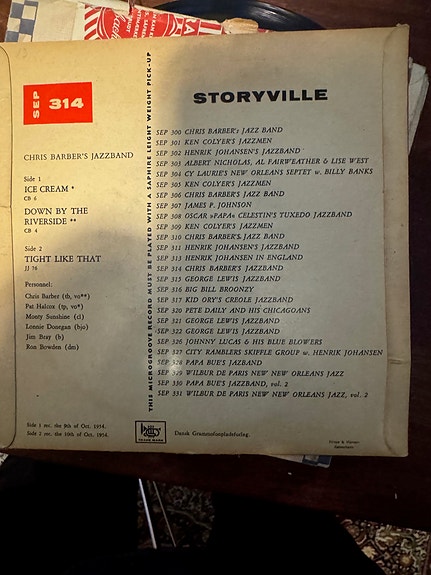 SEP 314
CHRIS BARBER'S JAZZBAND
Side 1
ICE CREAM *
CB 6
DOWN BY THE
RIVERSIDE **
CB 4
Side 2
TIGHT LIKE THAT
JJ 76
Personnel:
Chris Barber (tb, vo**)
Pat Halcox (tp, vo*)
Monty Sunshine (cl)
Lonnie Donegan (bjo)
Jim Bray (b)
Ron Bowden (dm)
Side 1 rec. the 9th of Oct. 1954.
Side 2 rec. the 10th of Oct. 1954.
THIS MICROGROOVE RECORD MUST BE PLAYED WITH A SAPHIRE LEIGHT WEIGHT PICK-UP
STORYVILLE
SEP 300 CHRIS BARBER's JAZZ BAND
SEP 301 KEN COLYER'S JAZZMEN
SEP 302 HENRIK JOHANSEN'S JAZZBAND
SEP 303 ALBERT NICHOLAS, AL FAIRWEATHER & LISE WEST
SEP 304 CY LAURIE'S NEW ORLEANS SEPTET w. BILLY BANKS
SEP 305 KEN COLYER'S JAZZMEN
SEP 306 CHRIS BARBER'S JAZZ BAND
SEP 307 JAMES P. JOHNSON
SEP 308 OSCAR »PAPA« CELESTIN'S TUXEDO JAZZBAND
SEP 309 KEN COLYER'S JAZZMEN
SEP 310 CHRIS BARBER'S JAZZ BAND
SEP 311 HENRIK JOHANSEN'S JAZZBAND
SEP 313 HENRIK JOHANSEN IN ENGLAND
SEP 314 CHRIS BARBER'S JAZZBAND
SEP 315 GEORGE LEWIS JAZZBAND
SEP 316 BIG BILL BROONZY
SEP 317 KID ORY'S CREOLE JAZZBAND
SEP 320 PETE DAILY AND HIS CHICAGOANS
SEP 321 GEORGE LEWIS JAZZBAND
SEP 322 GEORGE LEWIS JAZZBAND
SEP 326 JOHNNY LUCAS & HIS BLUE BLOWERS
SEP 327 CITY RAMBLERS SKIFFLE GROUP w. HENRIK JOHANSEN
SEP 328 PAPA BUE'S JAZBAND
SEP 329 WILBUR DE PARIS NEW NEW ORLEANS JAZZ
SEP 330 PAPA BUE'S JAZZBAND, vol. 2
SEP 331 WILBUR DE PARIS NEW NEW ORLEANS JAZZ, vol. 2
TRADE MARK
Dansk Grammofonpladeforlag.